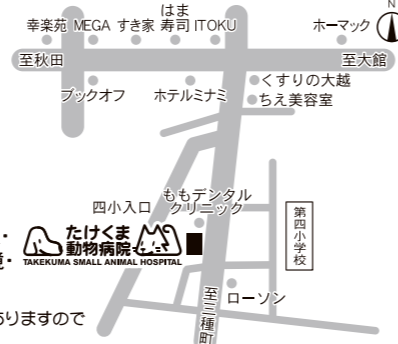 N
はま
幸楽苑 MEGA すき家 寿司 ITOKU ホーマック
至秋田 至大館
ブックオフ ホテルミナミ くすりの大越
ちえ美容室
ももデンタル
四小入口 クリニック
第四小学校
たけくま
動物病院
TAKEKUMA SMALL ANIMAL HOSPITAL
ローソン
至三種町
ありますので